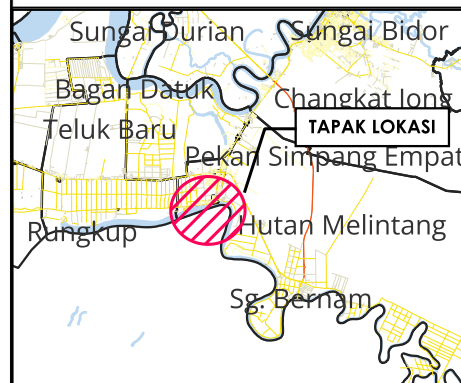 Sungai Durian
Sungai Bidor
Bagan Datuk
Changkat Jong
TAPAK LOKASI
Teluk Baru
Pekan Simpang Empat
Rungkup
Hutan Melintang
Sg. Bernam